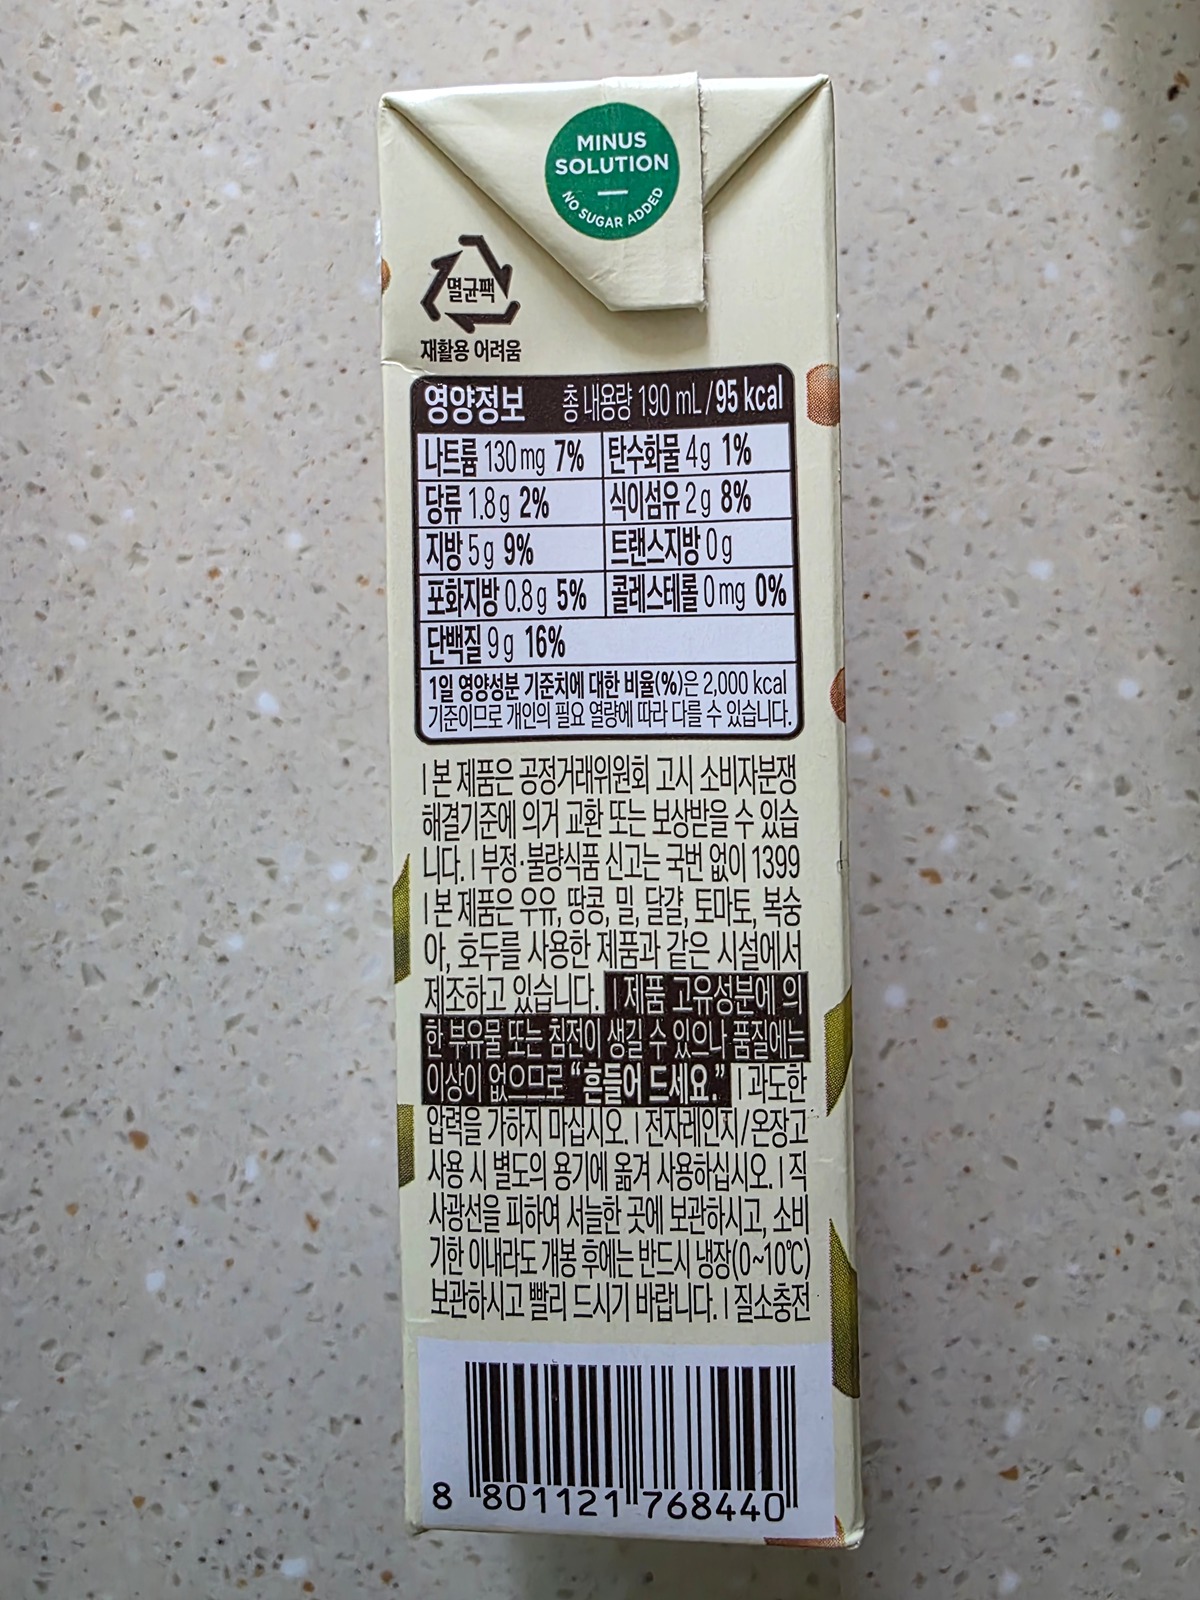 MINUS
SOLUTION
NO SUGAR ADDED
멸균팩
재활용 어려움
영양정보 총 내용량 190 mL/95 kcal
나트륨 130 mg 7% 탄수화물 4 g 1%
당류 1.8 g 2% 식이섬유 2 g 8%
지방 5 g 9% 트랜스지방 0 g
포화지방 0.8 g 5% 콜레스테롤 0 mg 0%
단백질 9 g 16%
1일 영양성분 기준치에 대한 비율(%)은 2,000 kcal
기준이므로 개인의 필요 열량에 따라 다를 수 있습니다.
| 본 제품은 공정거래위원회 고시 소비자분쟁
해결기준에 의거 교환 또는 보상받을 수 있습
니다. | 부정·불량식품 신고는 국번 없이 1399
| 본 제품은 우유, 땅콩, 밀, 달걀, 토마토, 복숭
아, 호두를 사용한 제품과 같은 시설에서
제조하고 있습니다. | 제품 고유성분에 의
한 부유물 또는 침전이 생길 수 있으나 품질에는
이상이 없으므로 “흔들어 드세요.” | 과도한
압력을 가하지 마십시오. | 전자레인지/온장고
사용 시 별도의 용기에 옮겨 사용하십시오. | 직
사광선을 피하여 서늘한 곳에 보관하시고, 소비
기한 이내라도 개봉 후에는 반드시 냉장(0~10℃)
보관하시고 빨리 드시기 바랍니다. | 질소충전
8 801121 768440